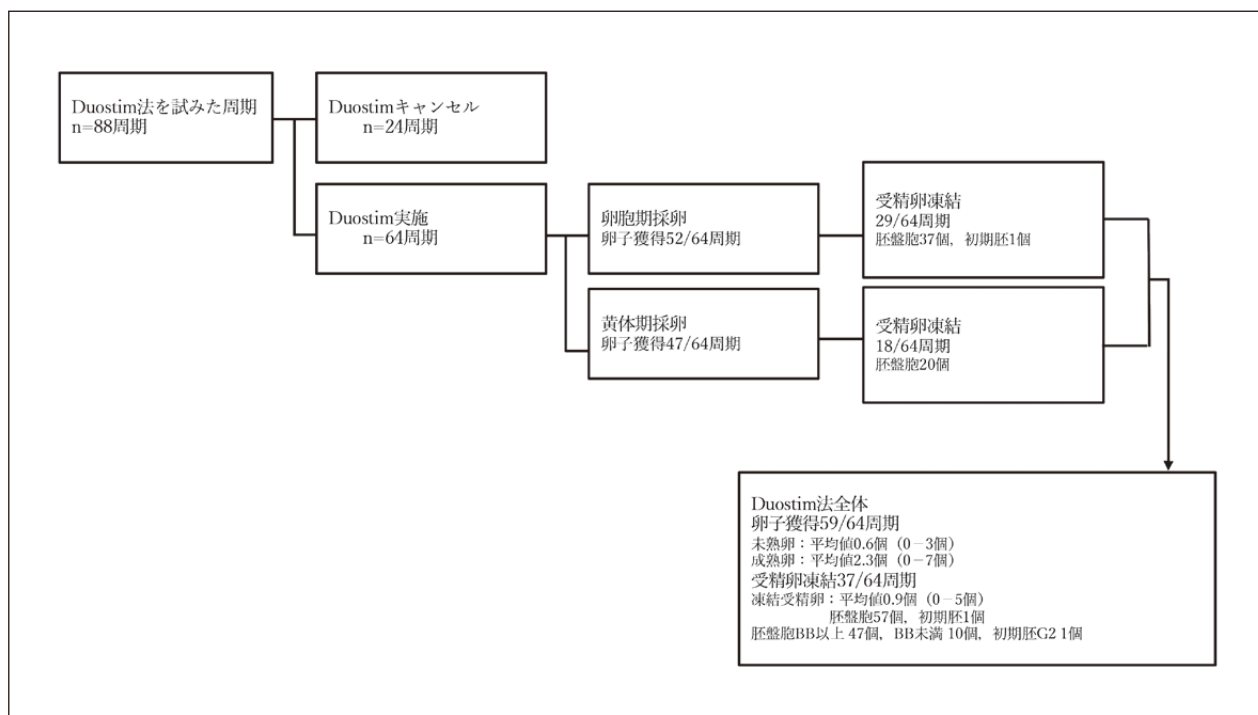 Duostim法を試みた周期
n=88周期
Duostimキャンセル
n=24周期
Duostim実施
n=64周期
卵胞期採卵
卵子獲得52/64周期
受精卵凍結
29/64周期
胚盤胞37個，初期胚1個
黄体期採卵
卵子獲得47/64周期
受精卵凍結
18/64周期
胚盤胞20個
Duostim法全体
卵子獲得59/64周期
未熟卵：平均値0.6個（0－3個）
成熟卵：平均値2.3個（0－7個）
受精卵凍結37/64周期
凍結受精卵：平均値0.9個（0－5個）
胚盤胞57個，初期胚1個
胚盤胞BB以上 47個，BB未満 10個，初期胚G2 1個